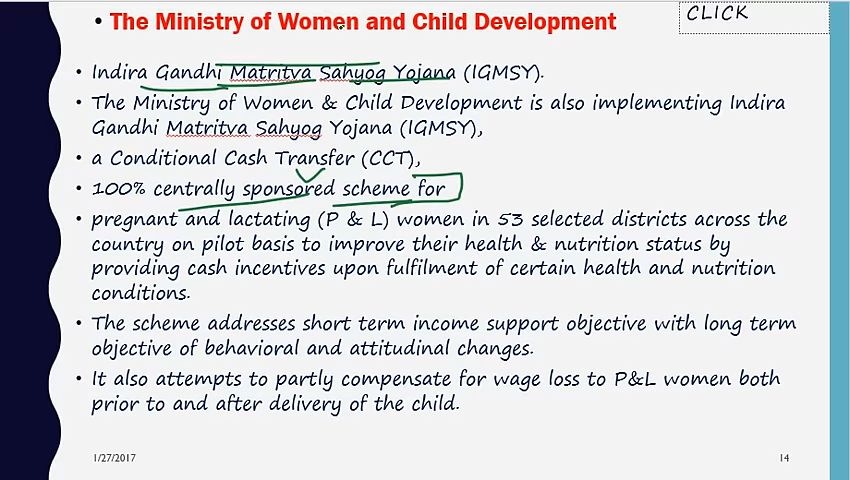 CLICK
• The Ministry of Women and Child Development
• Indira Gandhi Matritva Sahyog Yojana (IGMSY).
• The Ministry of Women & Child Development is also implementing Indira
Gandhi Matritva Sahyog Yojana (IGMSY),
• a Conditional Cash Transfer (CCT),
• 100% centrally sponsored scheme for
• pregnant and lactating (P & L) women in 53 selected districts across the
country on pilot basis to improve their health & nutrition status by
providing cash incentives upon fulfilment of certain health and nutrition
conditions.
• The scheme addresses short term income support objective with long term
objective of behavioral and attitudinal changes.
• It also attempts to partly compensate for wage loss to P&L women both
prior to and after delivery of the child.
1/27/2017
14